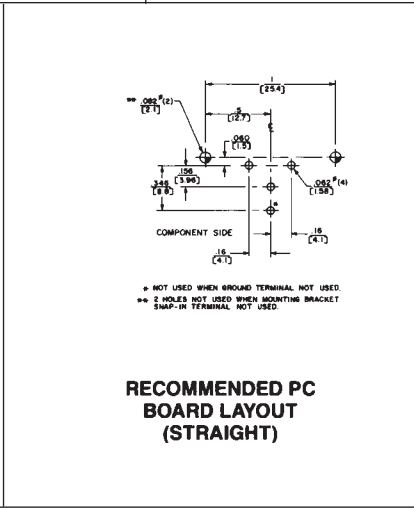 1
[25.4]
** .082 ø(2)
[2.1]
.5
[12.7]
.060
[1.5]
.156
[3.96]
.346
[8.8]
.062 ø(4)
[1.58]
*
COMPONENT SIDE
.16
[4.1]
.16
[4.1]
* NOT USED WHEN GROUND TERMINAL NOT USED.
** 2 HOLES NOT USED WHEN MOUNTING BRACKET
SNAP-IN TERMINAL NOT USED.
RECOMMENDED PC
BOARD LAYOUT
(STRAIGHT)